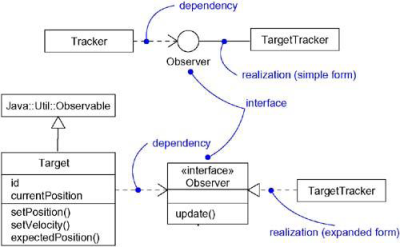 dependency
Tracker
TargetTracker
Observer
realization (simple form)
Java::Util::Observable
interface
dependency
Target
id
currentPosition
setPosition()
setVelocity()
expectedPosition()
«interface»
Observer
update()
TargetTracker
realization (expanded form)